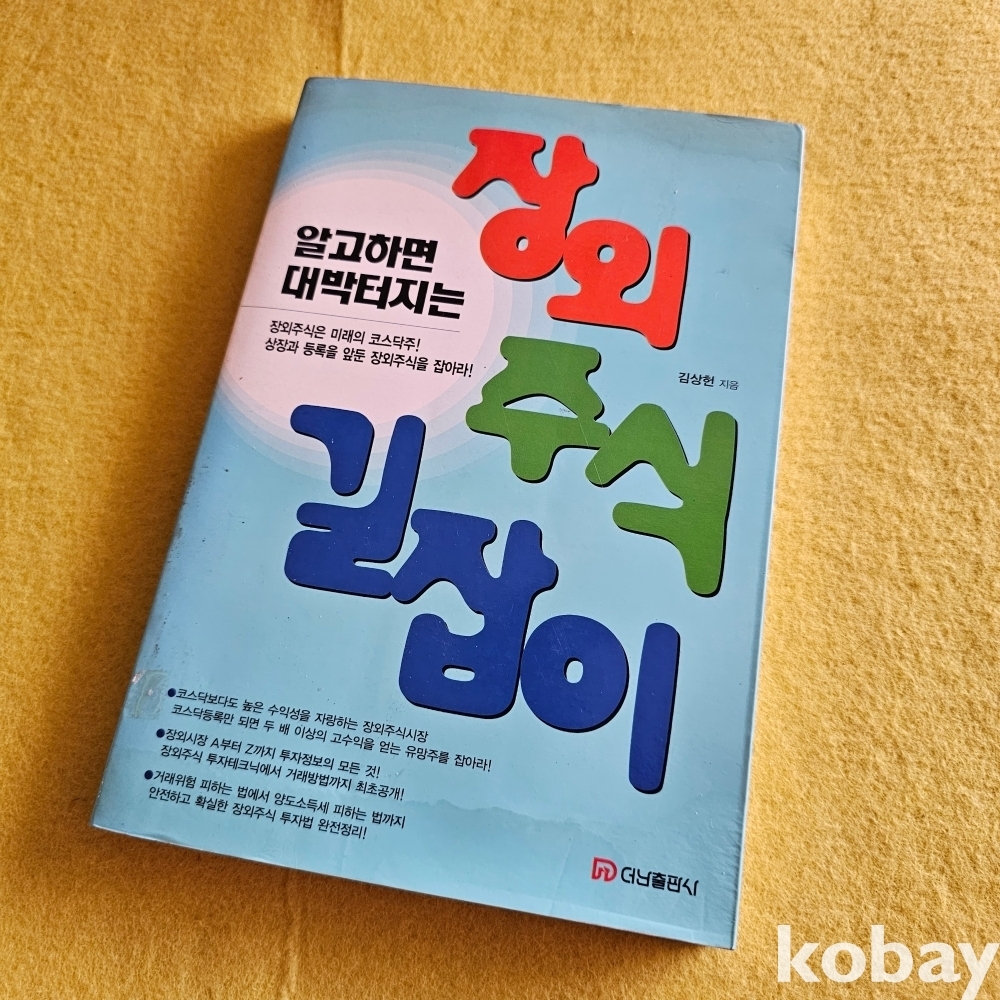 알고하면
대박터지는
장외주식은 미래의 코스닥주!
상장과 등록을 앞둔 장외주식을 잡아라!
장외
주식
길잡이
김상헌 지음
●코스닥보다도 높은 수익성을 자랑하는 장외주식시장
코스닥등록만 되면 두 배 이상의 고수익을 얻는 유망주를 잡아라!
●장외시장 A부터 Z까지 투자정보의 모든 것!
장외주식 투자테크닉에서 거래방법까지 최초공개!
●거래위험 피하는 법에서 양도소득세 피하는 법까지
안전하고 확실한 장외주식 투자법 완전정리!
더남출판사
kobay